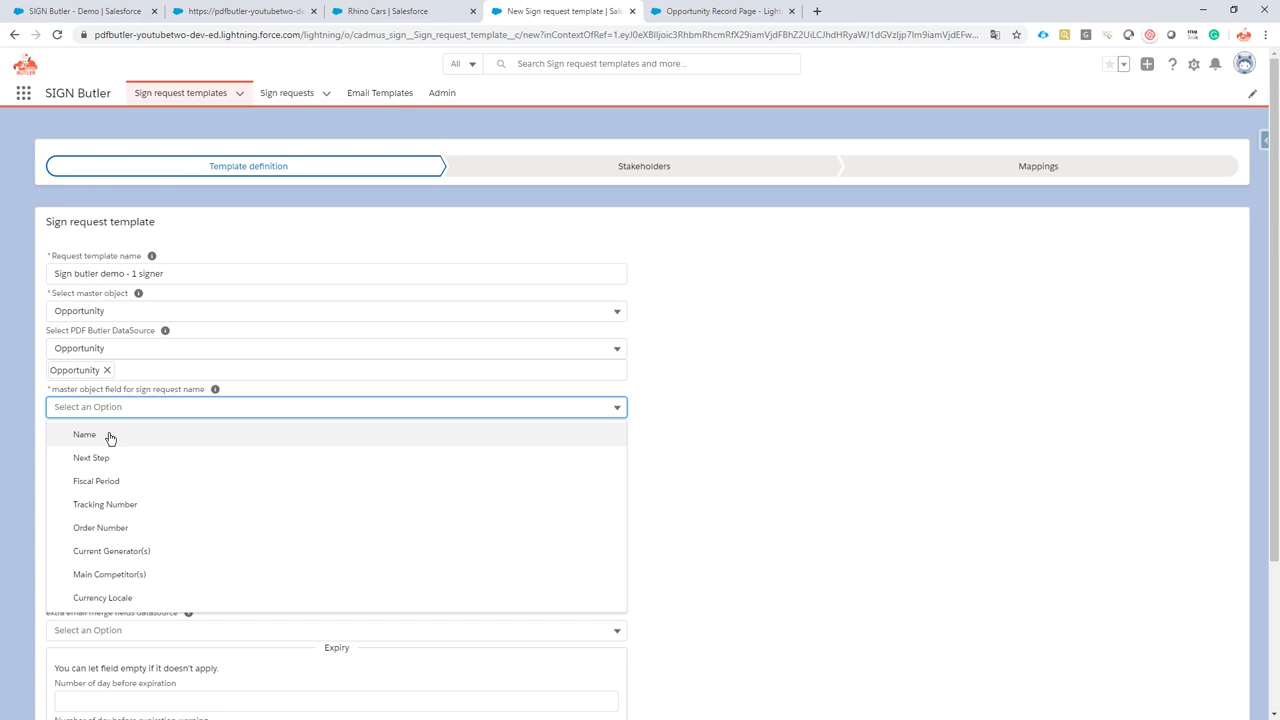 SIGN Butler - Demo | Salesforce
https://pdfbutler-youtubetwo-d
Rhino Cars | Salesforce
New Sign request template | Sale
Opportunity Record Page - Light
pdfbutler-youtubetwo-dev-ed.lightning.force.com/lightning/o/cadmus_sign__Sign_request_template__c/new?inContextOfRef=
All
Search Sign request templates and more...
SIGN Butler
Sign request templates
Sign requests
Email Templates
Admin
Template definition
Stakeholders
Mappings
Sign request template
*Request template name
Sign butler demo - 1 signer
*Select master object
Opportunity
Select PDF Butler DataSource
Opportunity
Opportunity
*master object field for sign request name
Select an Option
Name
Next Step
Fiscal Period
Tracking Number
Order Number
Current Generator(s)
Main Competitor(s)
Currency Locale
extra email merge fields datasource
Select an Option
Expiry
You can let field empty if it doesn't apply.
Number of day before expiration
Number of day before expiration warning